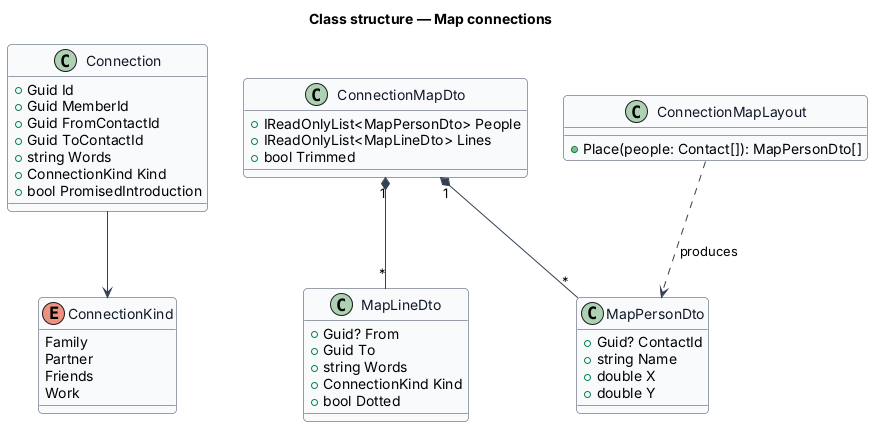 Class structure — Map connections
C Connection
Guid Id
Guid MemberId
Guid FromContactId
Guid ToContactId
string Words
ConnectionKind Kind
bool PromisedIntroduction
C ConnectionMapDto
IReadOnlyList<MapPersonDto> People
IReadOnlyList<MapLineDto> Lines
bool Trimmed
C ConnectionMapLayout
Place(people: Contact[]): MapPersonDto[]
1
1
produces
*
*
E ConnectionKind
Family
Partner
Friends
Work
C MapLineDto
Guid? From
Guid To
string Words
ConnectionKind Kind
bool Dotted
C MapPersonDto
Guid? ContactId
string Name
double X
double Y